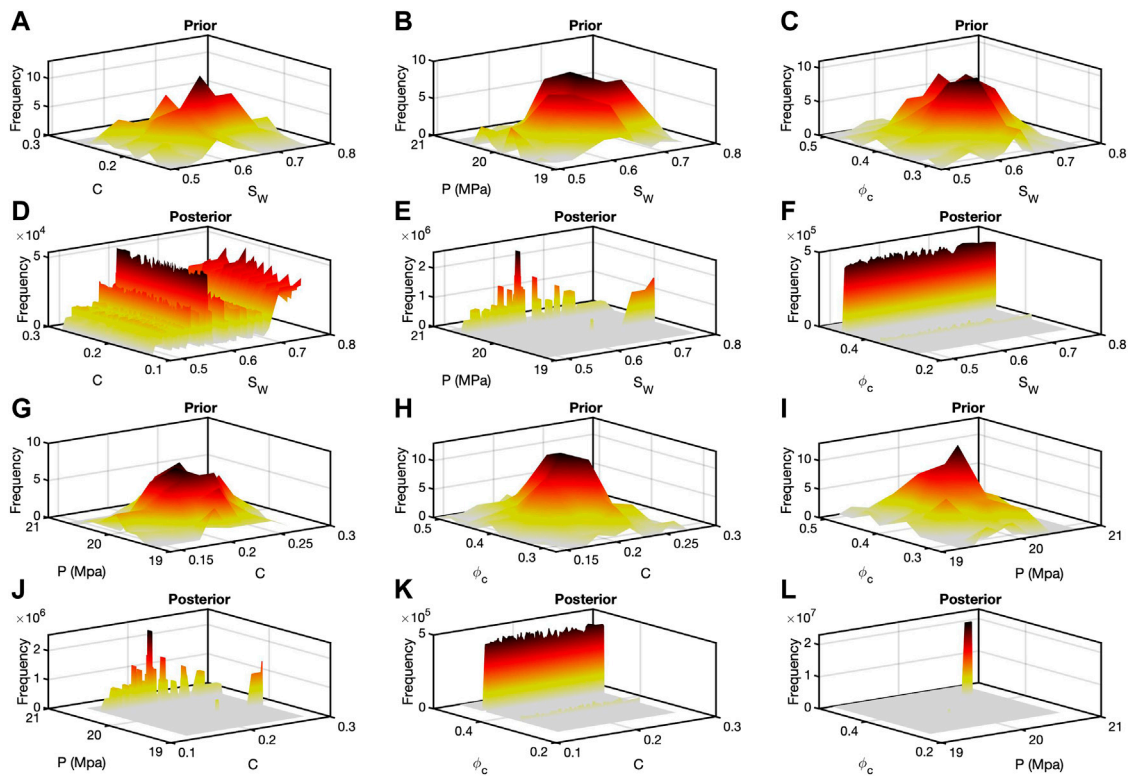 A
Prior
Frequency
10
5
0
0.3
0.2
C
0.5
0.6
0.7
0.8
S_W
B
Prior
Frequency
10
5
0
21
20
19
P (MPa)
0.5
0.6
0.7
0.8
S_W
C
Prior
Frequency
10
5
0
0.5
0.4
0.3
ϕ_c
0.5
0.6
0.7
0.8
S_W
D
Posterior
×10^4
Frequency
5
0
0.3
0.2
0.1
C
0.5
0.6
0.7
0.8
S_W
E
Posterior
×10^6
Frequency
2
1
0
21
20
19
P (MPa)
0.5
0.6
0.7
0.8
S_W
F
Posterior
×10^5
Frequency
5
0
0.4
0.2
ϕ_c
0.5
0.6
0.7
0.8
S_W
G
Prior
Frequency
10
5
0
21
20
19
P (Mpa)
0.15
0.2
0.25
0.3
C
H
Prior
Frequency
10
5
0
0.5
0.4
0.3
ϕ_c
0.15
0.2
0.25
0.3
C
I
Prior
Frequency
10
5
0
0.5
0.4
0.3
ϕ_c
19
20
21
P (Mpa)
J
Posterior
×10^6
Frequency
2
1
0
21
20
19
P (Mpa)
0.1
0.2
0.3
C
K
Posterior
×10^5
Frequency
5
0
0.4
0.2
ϕ_c
0.1
0.2
0.3
C
L
Posterior
×10^7
Frequency
2
1
0
0.4
0.2
ϕ_c
19
20
21
P (Mpa)